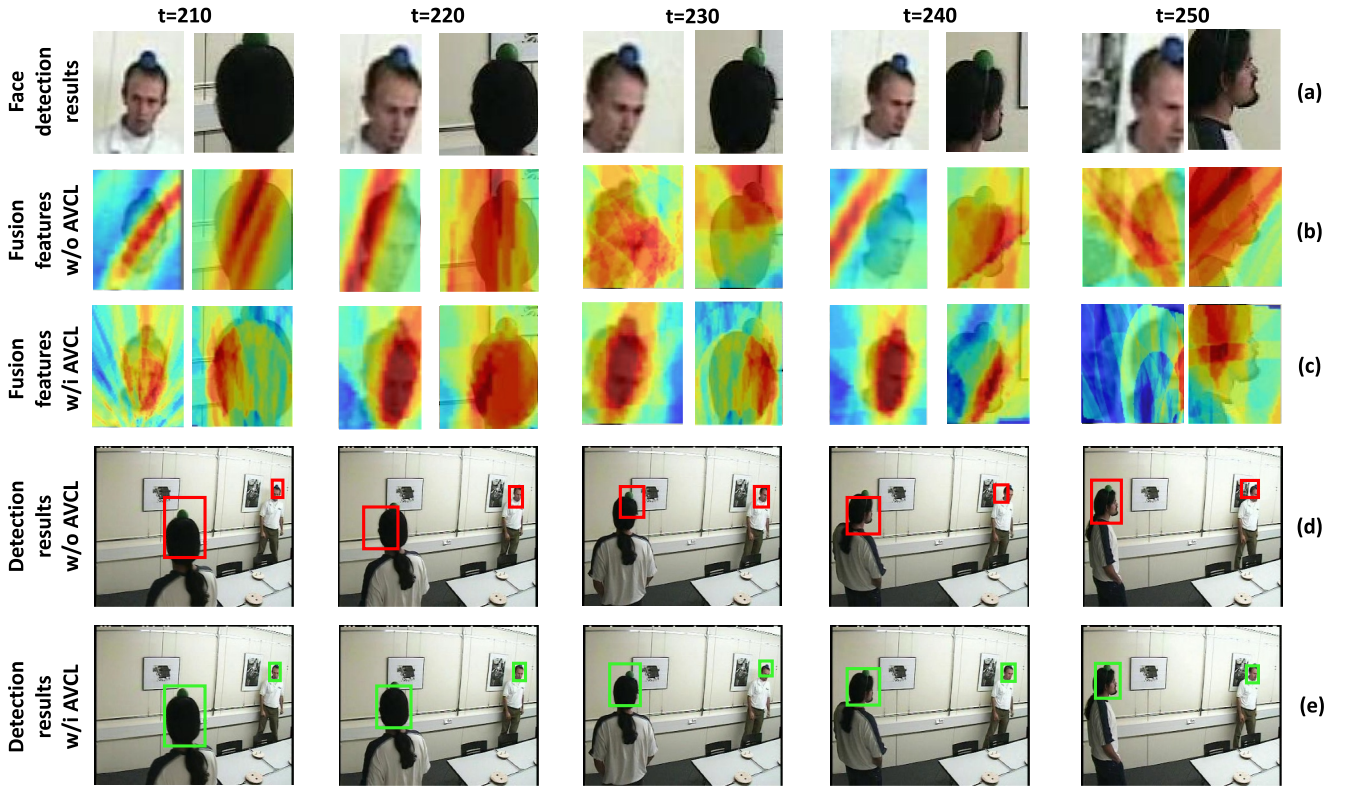 t=210 t=220 t=230 t=240 t=250
Face
detection
results
(a)
Fusion
features
w/o AVCL
(b)
Fusion
features
w/i AVCL
(c)
Detection
results
w/o AVCL
(d)
Detection
results
w/i AVCL
(e)